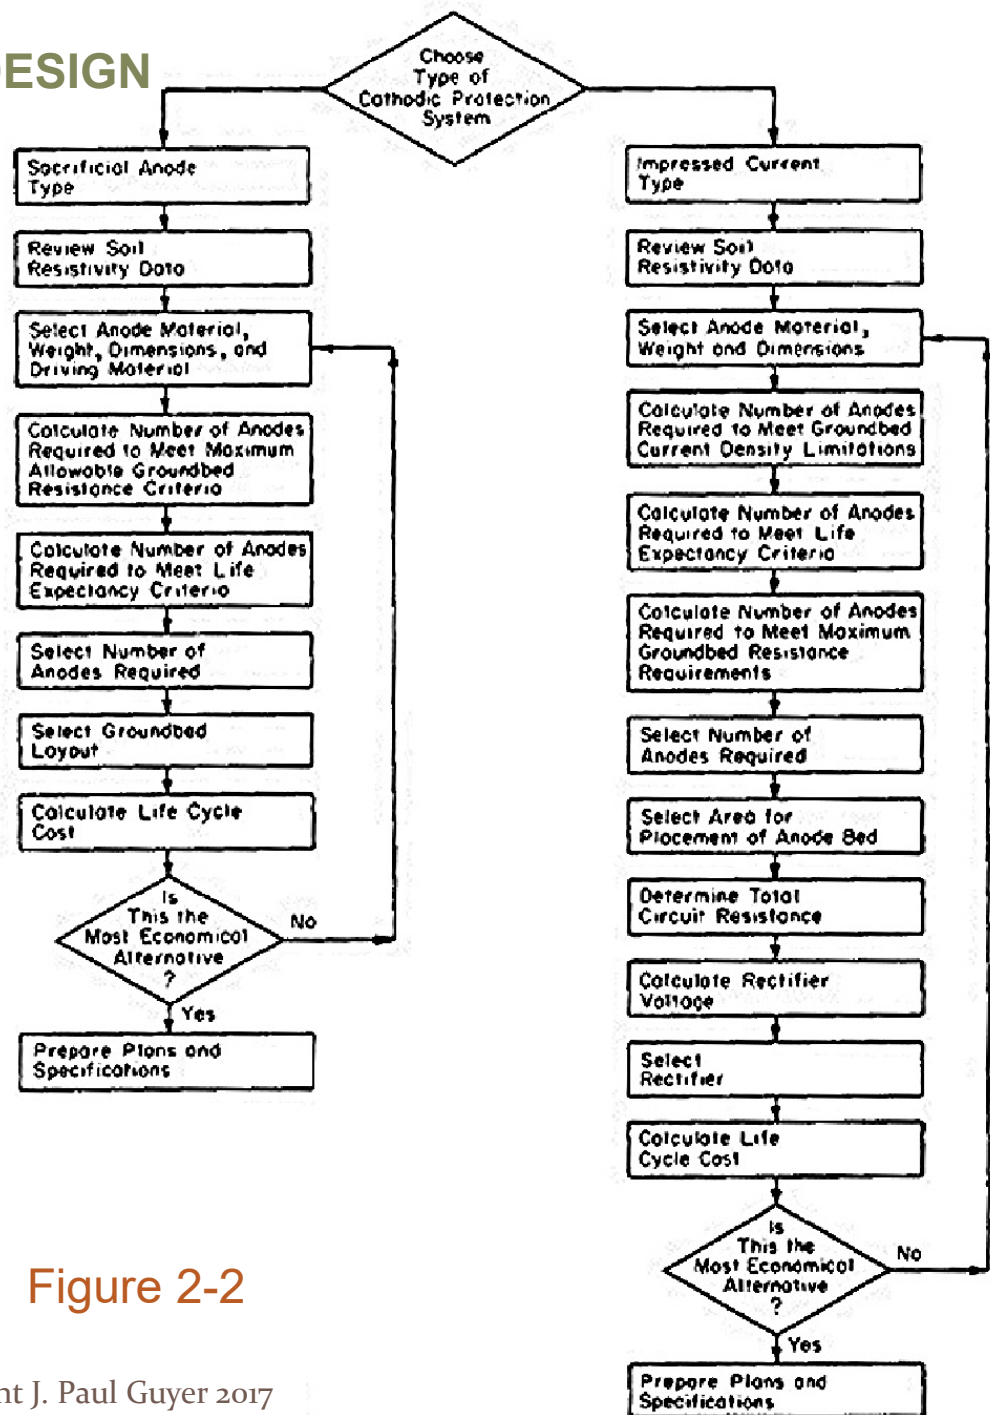 DESIGN
Choose
Type of
Cathodic Protection
System
Sacrificial Anode
Type
Review Soil
Resistivity Data
Select Anode Material,
Weight, Dimensions, and
Driving Material
Calculate Number of Anodes
Required to Meet Maximum
Allowable Groundbed
Resistance Criteria
Calculate Number of Anodes
Required to Meet Life
Expectancy Criteria
Select Number of
Anodes Required
Select Groundbed
Layout
Calculate Life Cycle
Cost
Is
This the
Most Economical
Alternative
?
No
Yes
Prepare Plans and
Specifications
Impressed Current
Type
Review Soil
Resistivity Data
Select Anode Material,
Weight and Dimensions
Calculate Number of Anodes
Required to Meet Groundbed
Current Density Limitations
Calculate Number of Anodes
Required to Meet Life
Expectancy Criteria
Calculate Number of Anodes
Required to Meet Maximum
Groundbed Resistance
Requirements
Select Number of
Anodes Required
Select Area for
Placement of Anode Bed
Determine Total
Circuit Resistance
Calculate Rectifier
Voltage
Select
Rectifier
Calculate Life
Cycle Cost
Is
This the
Most Economical
Alternative
?
No
Yes
Prepare Plans and
Specifications
Figure 2-2
nt J. Paul Guyer 2017